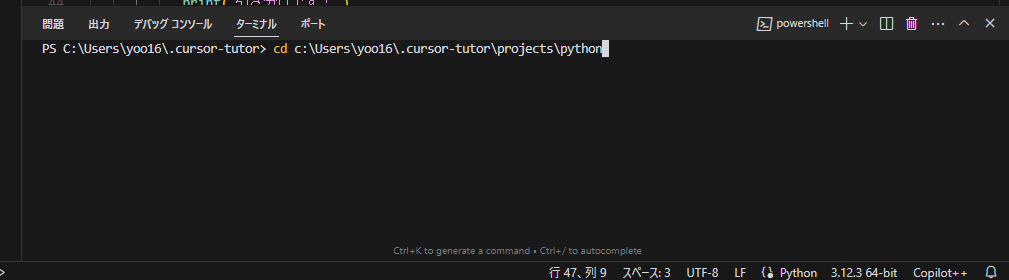 44
問題 出力 デバッグ コンソール ターミナル ポート powershell
PS C:\Users\yoo16\.cursor-tutor> cd c:\Users\yoo16\.cursor-tutor\projects\python
Ctrl+K to generate a command • Ctrl+/ to autocomplete
行 47、列 9 スペース: 3 UTF-8 LF Python 3.12.3 64-bit Copilot++